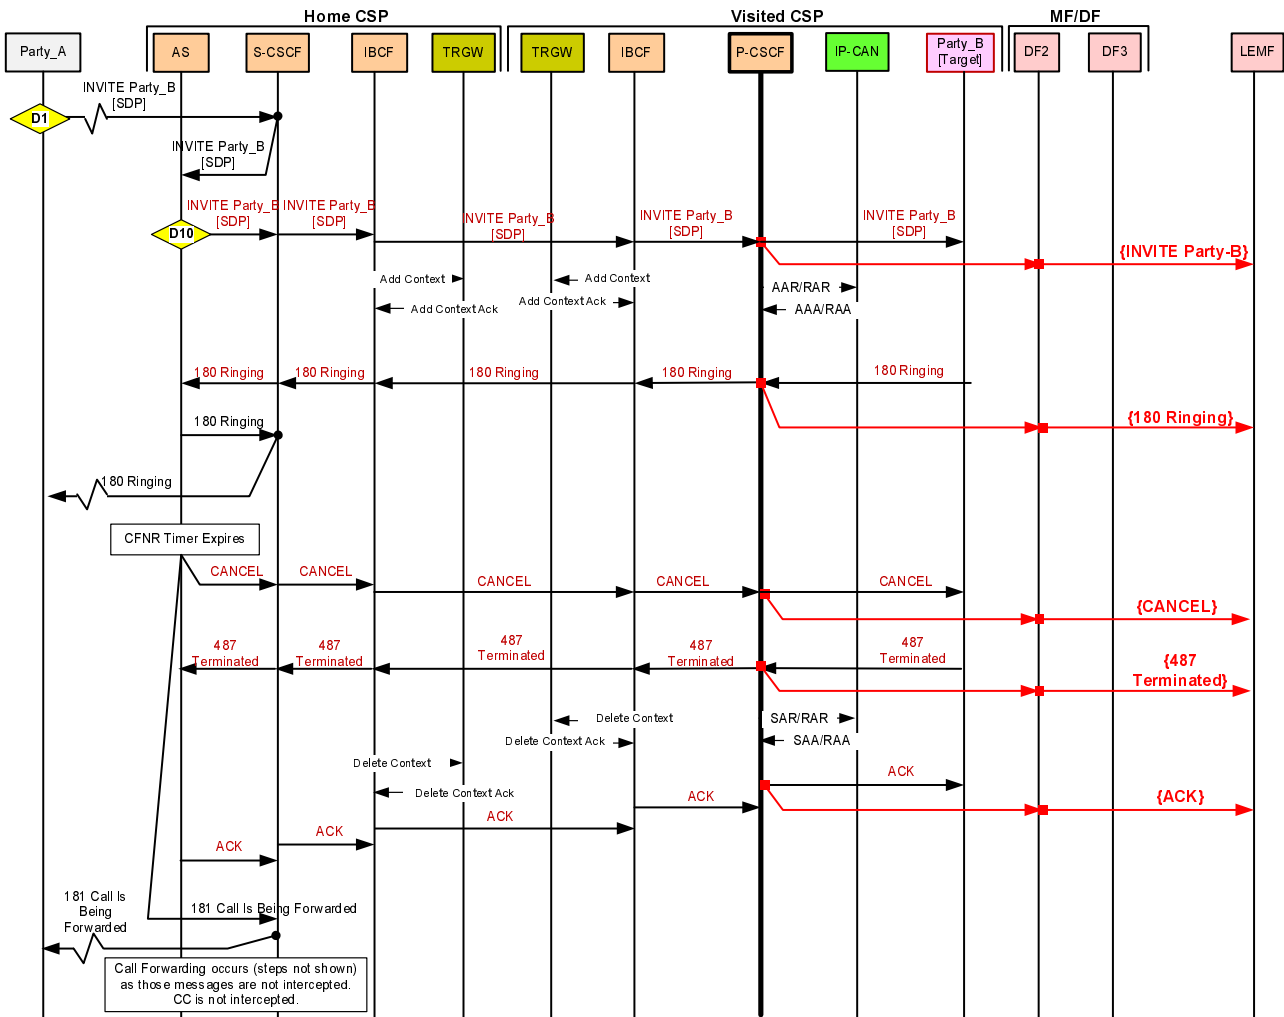 Home CSP
Visited CSP
MF/DF
Party_A
AS
S-CSCF
IBCF
TRGW
TRGW
IBCF
P-CSCF
IP-CAN
Party_B
[Target]
DF2
DF3
LEMF
INVITE Party_B
[SDP]
D1
INVITE Party_B
[SDP]
D10
INVITE Party_B
[SDP]
INVITE Party_B
[SDP]
INVITE Party_B
[SDP]
INVITE Party_B
[SDP]
INVITE Party_B
[SDP]
{INVITE Party-B}
Add Context
Add Context
AAR/RAR
Add Context Ack
Add Context Ack
AAA/RAA
180 Ringing
180 Ringing
180 Ringing
180 Ringing
180 Ringing
180 Ringing
{180 Ringing}
180 Ringing
CFNR Timer Expires
CANCEL
CANCEL
CANCEL
CANCEL
CANCEL
{CANCEL}
487
Terminated
487
Terminated
487
Terminated
487
Terminated
487
Terminated
{487
Terminated}
Delete Context
SAR/RAR
Delete Context Ack
SAA/RAA
Delete Context
Delete Context Ack
ACK
{ACK}
ACK
ACK
ACK
ACK
181 Call Is
Being
Forwarded
181 Call Is Being Forwarded
Call Forwarding occurs (steps not shown)
as those messages are not intercepted.
CC is not intercepted.